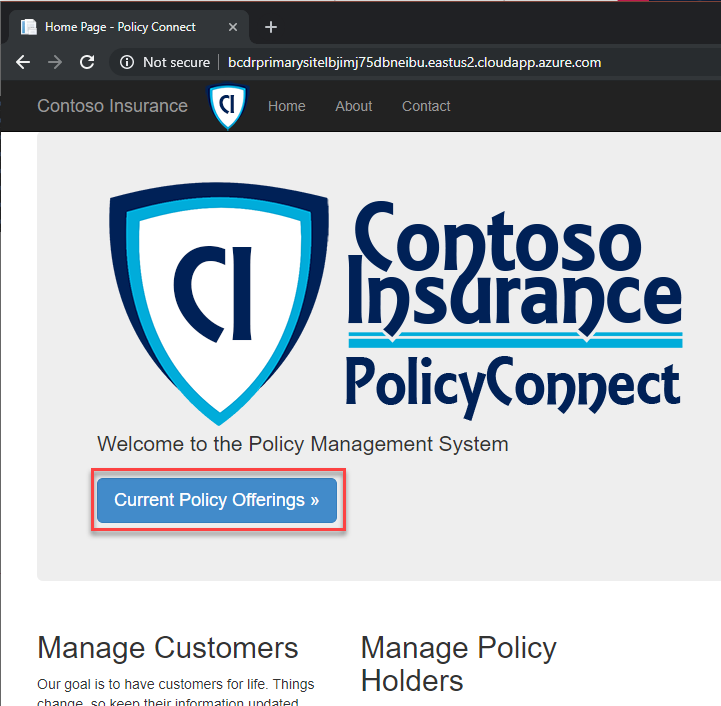 Home Page - Policy Connect
Not secure bcdrprimarysitelbjimj75dbneibu.eastus2.cloudapp.azure.com
Contoso Insurance CI Home About Contact
CI
Contoso
Insurance
PolicyConnect
Welcome to the Policy Management System
Current Policy Offerings »
Manage Customers
Our goal is to have customers for life. Things
change, so keep their information updated
Manage Policy
Holders